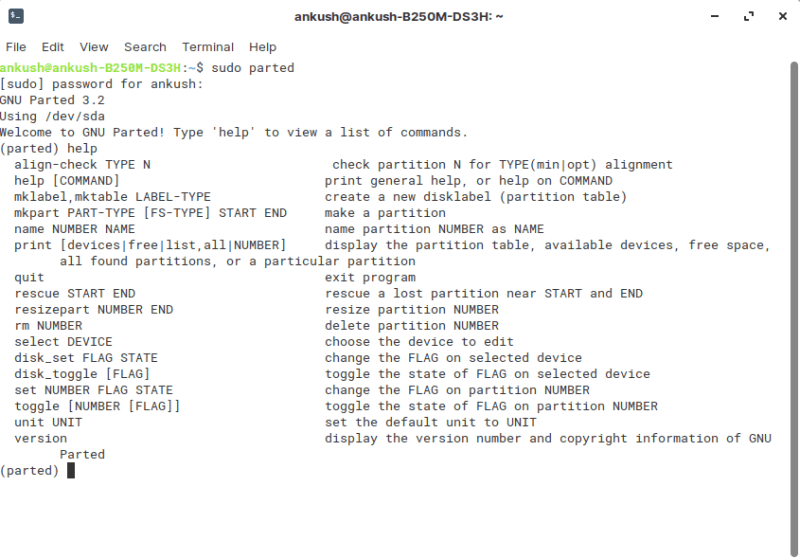 ankush@ankush-B250M-DS3H: ~
File Edit View Search Terminal Help
ankush@ankush-B250M-DS3H:~$ sudo parted
[sudo] password for ankush:
GNU Parted 3.2
Using /dev/sda
Welcome to GNU Parted! Type 'help' to view a list of commands.
(parted) help
  align-check TYPE N                        check partition N for TYPE(min|opt) alignment
  help [COMMAND]                           print general help, or help on COMMAND
  mklabel,mktable LABEL-TYPE               create a new disklabel (partition table)
  mkpart PART-TYPE [FS-TYPE] START END     make a partition
  name NUMBER NAME                         name partition NUMBER as NAME
  print [devices|free|list,all|NUMBER]     display the partition table, available devices, free space,
        all found partitions, or a particular partition
  quit                                     exit program
  rescue START END                         rescue a lost partition near START and END
  resizepart NUMBER END                    resize partition NUMBER
  rm NUMBER                                delete partition NUMBER
  select DEVICE                            choose the device to edit
  disk_set FLAG STATE                      change the FLAG on selected device
  disk_toggle [FLAG]                       toggle the state of FLAG on selected device
  set NUMBER FLAG STATE                    change the FLAG on partition NUMBER
  toggle [NUMBER [FLAG]]                   toggle the state of FLAG on partition NUMBER
  unit UNIT                                set the default unit to UNIT
  version                                  display the version number and copyright information of GNU
        Parted
(parted)